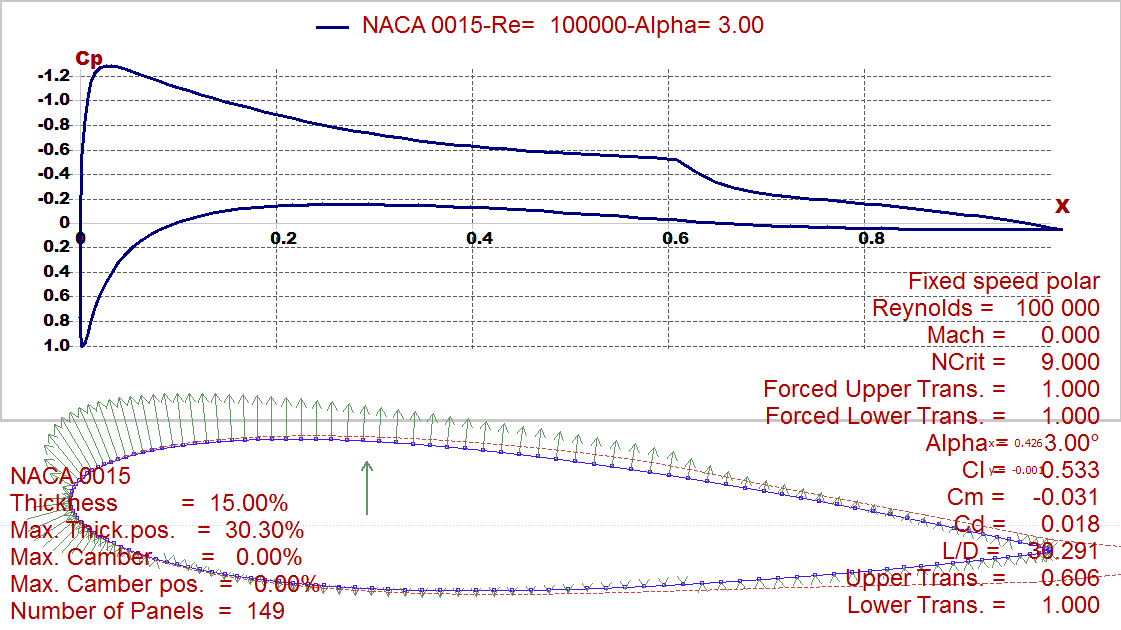 NACA 0015-Re= 100000-Alpha= 3.00
Cp
-1.2
-1.0
-0.8
-0.6
-0.4
-0.2
0
0.2
0.4
0.6
0.8
1.0
X
0 0.2 0.4 0.6 0.8
Fixed speed polar
Reynolds = 100 000
Mach = 0.000
NCrit = 9.000
Forced Upper Trans. = 1.000
Forced Lower Trans. = 1.000
Alpha = 3.00°
x = 0.426
Cl = 0.533
y = -0.001
Cm = -0.031
Cd = 0.018
L/D = 30.291
Upper Trans. = 0.606
Lower Trans. = 1.000
NACA 0015
Thickness = 15.00%
Max. Thick.pos. = 30.30%
Max. Camber = 0.00%
Max. Camber pos. = 0.00%
Number of Panels = 149